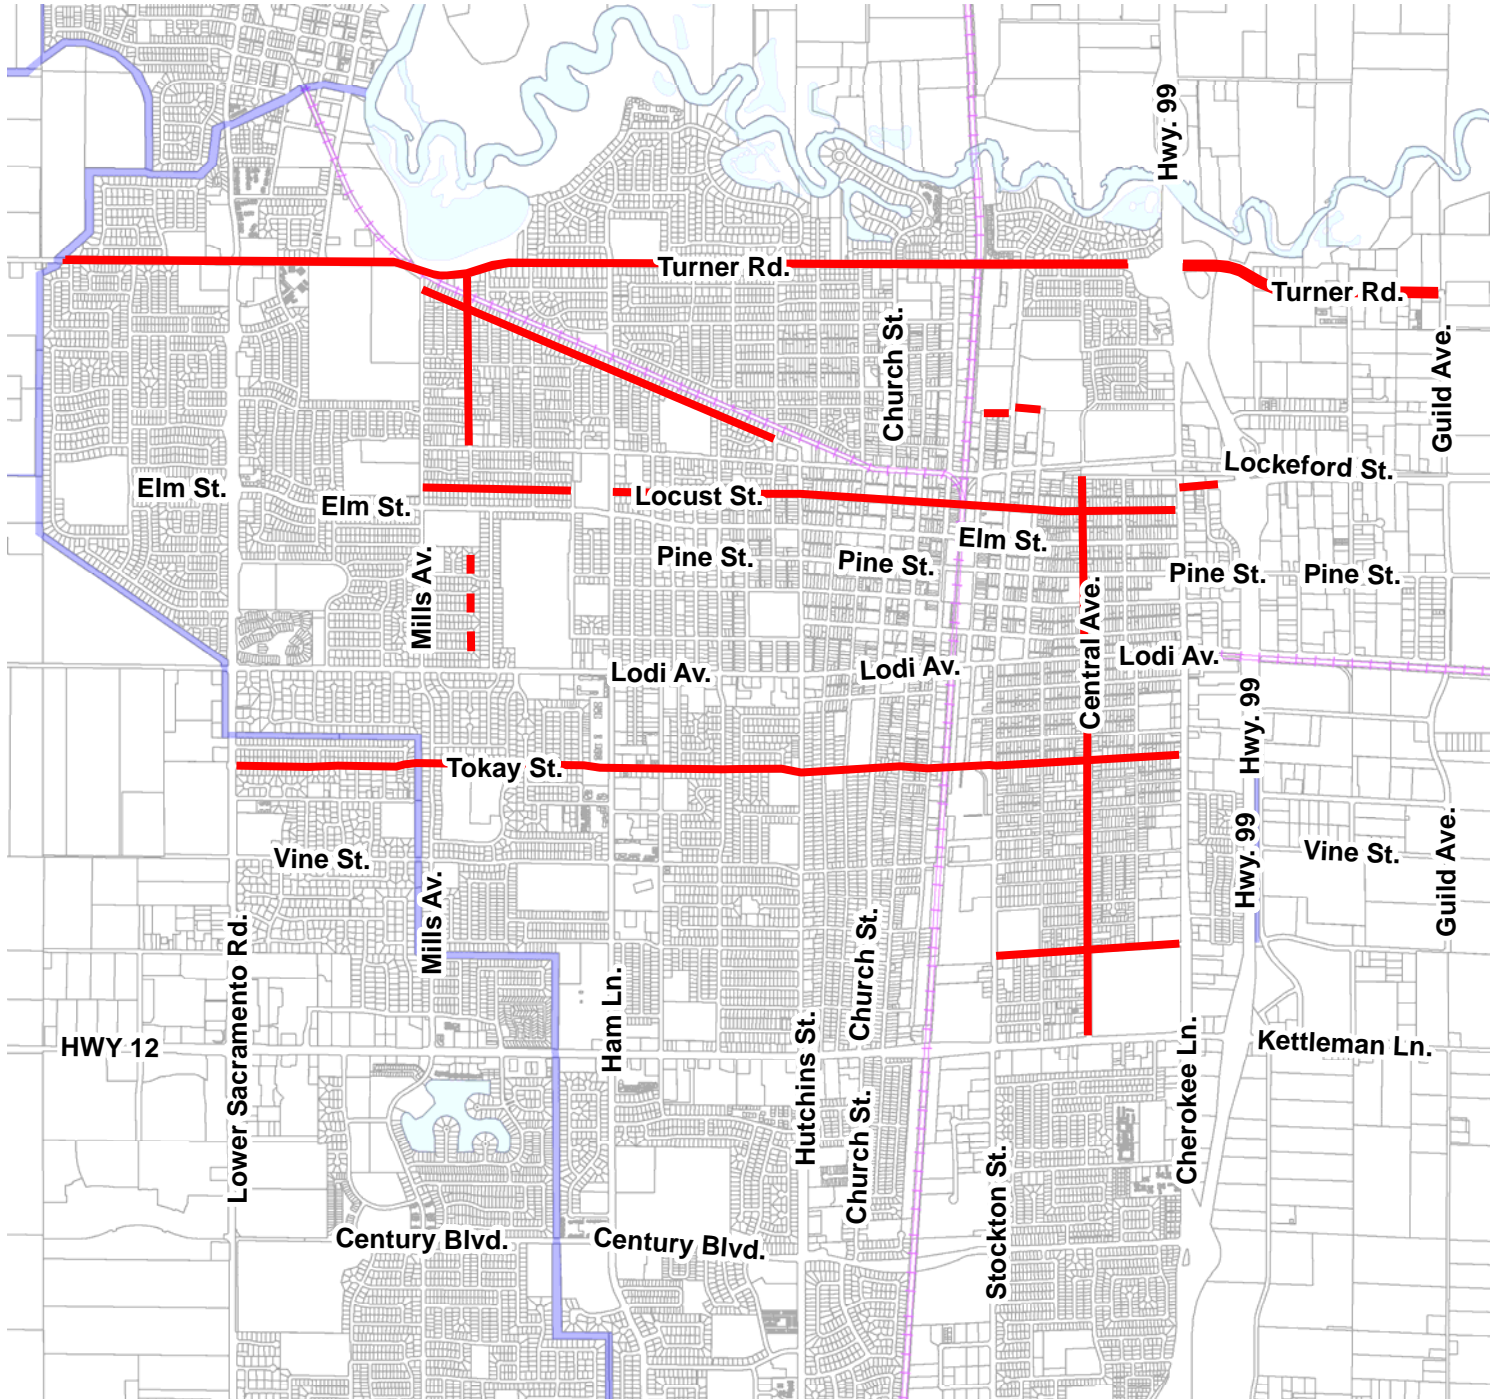 Hwy. 99
Turner Rd.
Turner Rd.
Church St.
Guild Ave.
Lockeford St.
Elm St.
Elm St.
Locust St.
Elm St.
Pine St.
Pine St.
Pine St.
Pine St.
Mills Av.
Central Ave.
Lodi Av.
Lodi Av.
Lodi Av.
Hwy. 99
Tokay St.
Hwy. 99
Vine St.
Vine St.
Guild Ave.
Mills Av.
Church St.
Lower Sacramento Rd.
Ham Ln.
HWY 12
Hutchins St.
Kettleman Ln.
Cherokee Ln.
Church St.
Stockton St.
Century Blvd.
Century Blvd.